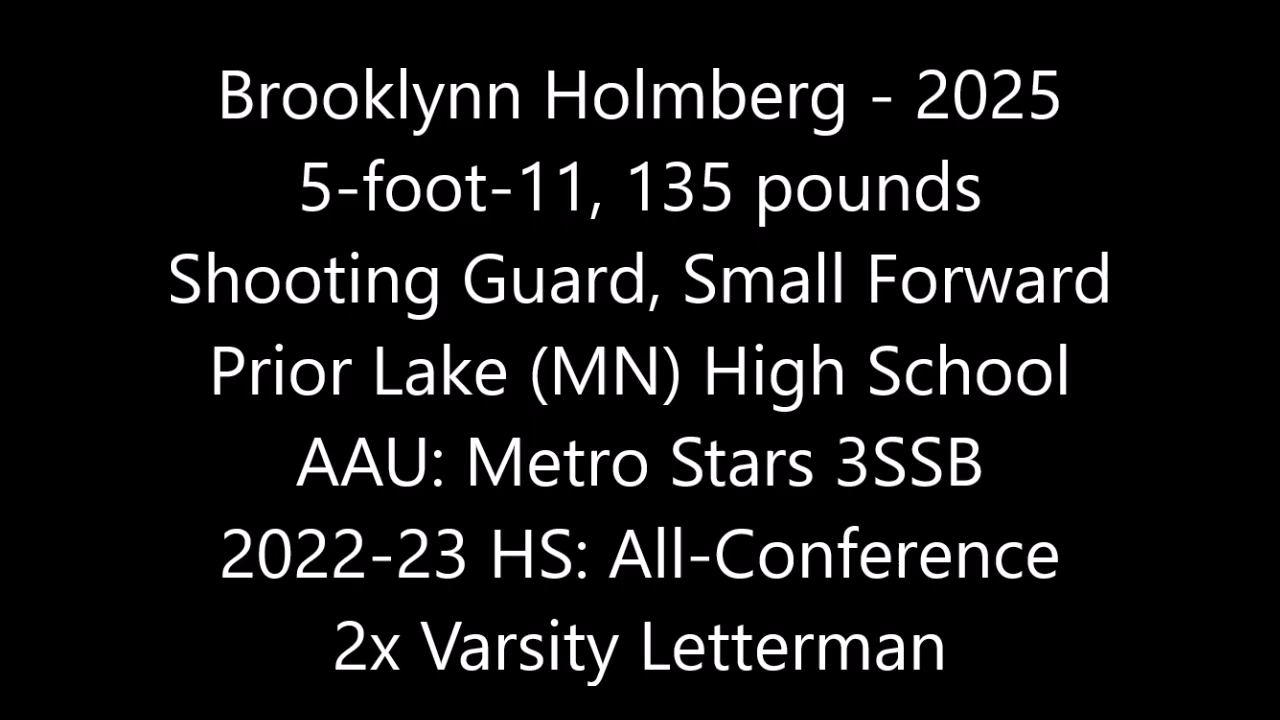 Brooklynn Holmberg - 2025
5-foot-11, 135 pounds
Shooting Guard, Small Forward
Prior Lake (MN) High School
AAU: Metro Stars 3SSB
2022-23 HS: All-Conference
2x Varsity Letterman